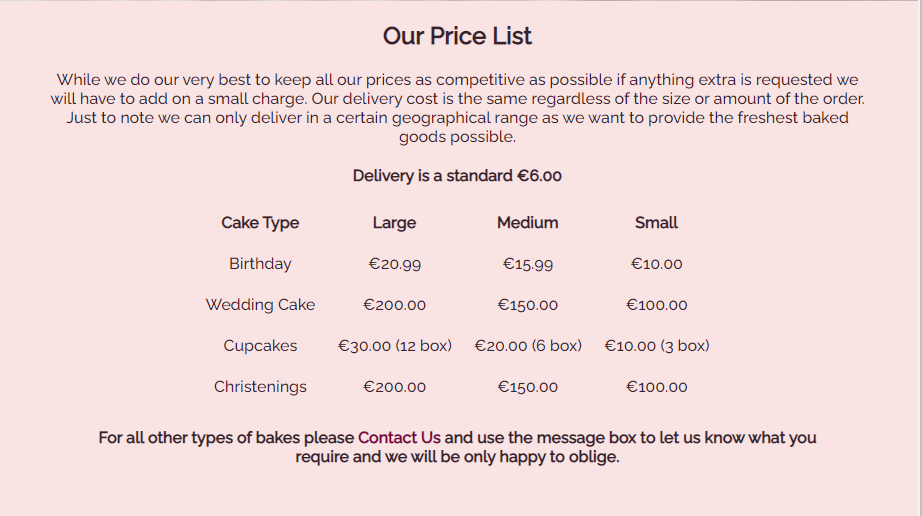 Our Price List
While we do our very best to keep all our prices as competitive as possible if anything extra is requested we
will have to add on a small charge. Our delivery cost is the same regardless of the size or amount of the order.
Just to note we can only deliver in a certain geographical range as we want to provide the freshest baked
goods possible.
Delivery is a standard €6.00
Cake Type Large Medium Small
Birthday €20.99 €15.99 €10.00
Wedding Cake €200.00 €150.00 €100.00
Cupcakes €30.00 (12 box) €20.00 (6 box) €10.00 (3 box)
Christenings €200.00 €150.00 €100.00
For all other types of bakes please Contact Us and use the message box to let us know what you
require and we will be only happy to oblige.